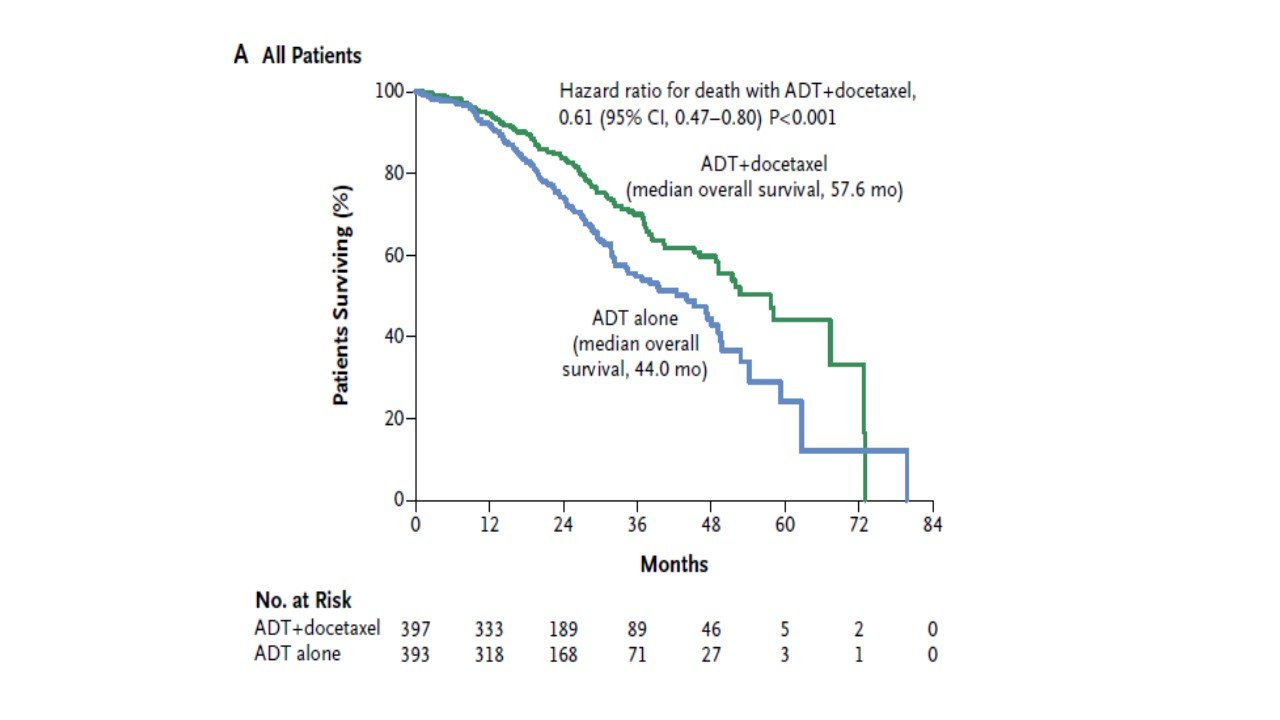 A All Patients
Hazard ratio for death with ADT+docetaxel,
0.61 (95% CI, 0.47–0.80) P<0.001
ADT+docetaxel
(median overall survival, 57.6 mo)
ADT alone
(median overall
survival, 44.0 mo)
Patients Surviving (%)
100
80
60
40
20
0
0 12 24 36 48 60 72 84
Months
No. at Risk
ADT+docetaxel 397 333 189 89 46 5 2 0
ADT alone 393 318 168 71 27 3 1 0